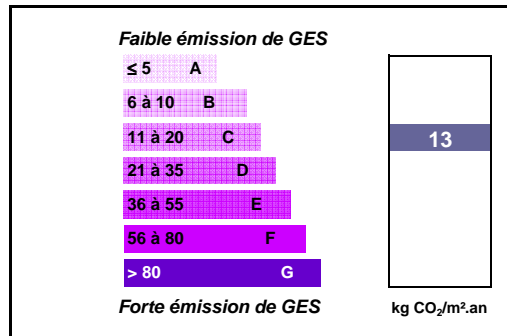 Faible émission de GES
≤ 5 A
6 à 10 B
11 à 20 C
13
21 à 35 D
36 à 55 E
56 à 80 F
> 80 G
Forte émission de GES
kg CO₂/m².an